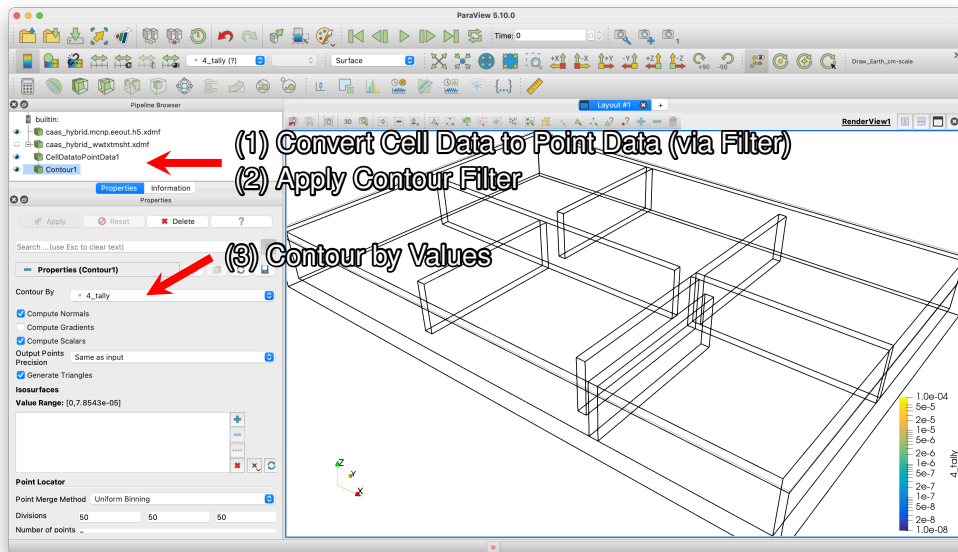 ParaView 5.10.0
Time: 0
4_tally (?)
Surface
+X
-X
+Y
-Y
+Z
-Z
+90
-90
Draw_Earth_cm-scale
Pipeline Browser
Layout #1
+
builtin:
caas_hybrid.mcnp.eeout.h5.xdmf
caas_hybrid_wwtxtmsht.xdmf
CellDatatoPointData1
Contour1
3D
RenderView1
(1) Convert Cell Data to Point Data (via Filter)
(2) Apply Contour Filter
Properties
Information
Properties
Apply
Reset
Delete
?
Search ...(use Esc to clear text)
(3) Contour by Values
Properties (Contour1)
Contour By
4_tally
Compute Normals
Compute Gradients
Compute Scalars
Output Points
Precision
Same as input
Generate Triangles
Isosurfaces
Value Range: [0,7.8543e-05]
Point Locator
Point Merge Method
Uniform Binning
Divisions
50
50
50
Number of points
Z
Y
X
1.0e-04
5e-5
2e-5
1e-5
5e-6
2e-6
1e-6
5e-7
2e-7
1e-7
5e-8
2e-8
1.0e-08
4_tally